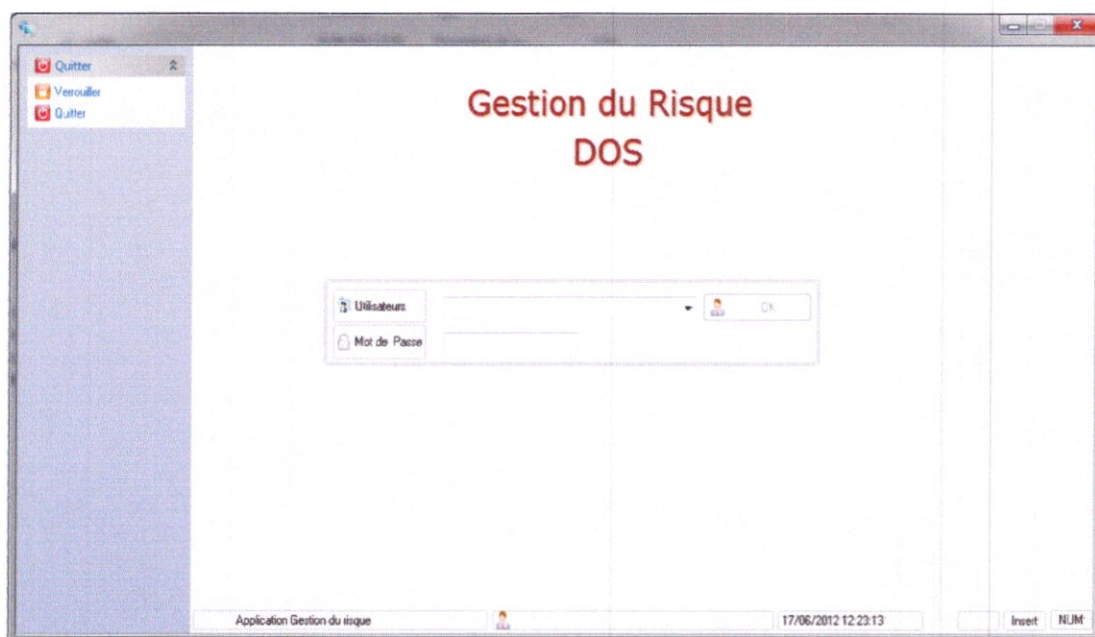 Quitter
Verrouiller
Quitter
Gestion du Risque
DOS
Utilisateurs
OK
Mot de Passe
Application Gestion du risque
17/06/2012 12:23:13
Insert
NUM